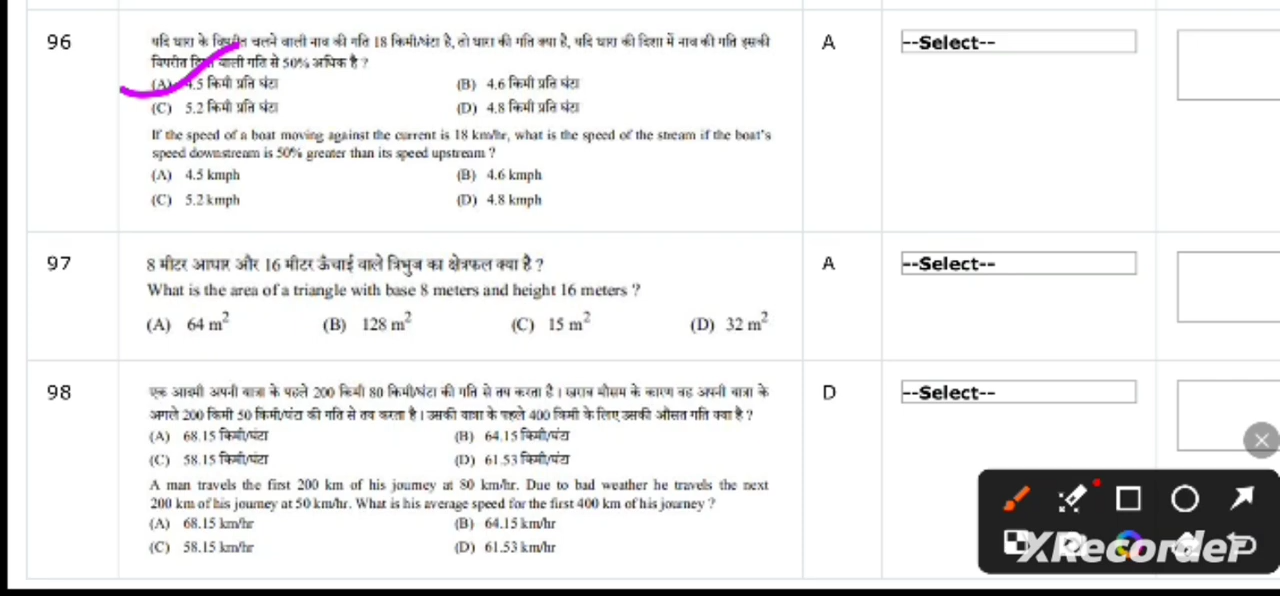 96
यदि धारा के विपरीत चलने वाली नाव की गति 18 किमी/घंटा है, तो धारा की गति क्या है, यदि धारा की दिशा में नाव की गति इसकी
विपरीत दिशा वाली गति से 50% अधिक है ?
(A) 4.5 किमी प्रति घंटा (B) 4.6 किमी प्रति घंटा
(C) 5.2 किमी प्रति घंटा (D) 4.8 किमी प्रति घंटा
If the speed of a boat moving against the current is 18 km/hr, what is the speed of the stream if the boat's
speed downstream is 50% greater than its speed upstream ?
(A) 4.5 kmph (B) 4.6 kmph
(C) 5.2 kmph (D) 4.8 kmph
A
--Select--
97
8 मीटर आधार और 16 मीटर ऊँचाई वाले त्रिभुज का क्षेत्रफल क्या है ?
What is the area of a triangle with base 8 meters and height 16 meters ?
(A) 64 m² (B) 128 m² (C) 15 m² (D) 32 m²
A
--Select--
98
एक आदमी अपनी यात्रा के पहले 200 किमी 80 किमी/घंटा की गति से तय करता है । खराब मौसम के कारण वह अपनी यात्रा के
अगले 200 किमी 50 किमी/घंटा की गति से तय करता है । उसकी यात्रा के पहले 400 किमी के लिए उसकी औसत गति क्या है ?
(A) 68.15 किमी/घंटा (B) 64.15 किमी/घंटा
(C) 58.15 किमी/घंटा (D) 61.53 किमी/घंटा
A man travels the first 200 km of his journey at 80 km/hr. Due to bad weather he travels the next
200 km of his journey at 50 km/hr. What is his average speed for the first 400 km of his journey ?
(A) 68.15 km/hr (B) 64.15 km/hr
(C) 58.15 km/hr (D) 61.53 km/hr
D
--Select--
XRecorder